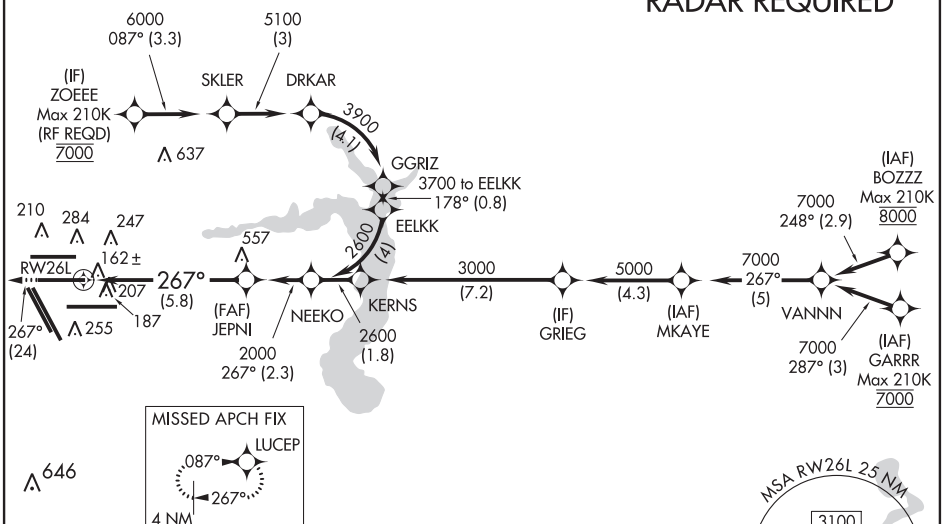 RADAR REQUIRED
6000
087° (3.3)
5100
(3)
(IF)
ZOEEE
Max 210K
(RF REQD)
7000
SKLER
DRKAR
3900
(4.1)
637
GGRIZ
3700 to EELKK
178° (0.8)
EELKK
2600
(4)
(IAF)
BOZZZ
Max 210K
8000
7000
248° (2.9)
210
284
247
557
162±
RW26L
207
187
255
267°
(24)
267°
(5.8)
(FAF)
JEPNI
NEEKO
KERNS
2000
267° (2.3)
2600
(1.8)
3000
(7.2)
(IF)
GRIEG
5000
(4.3)
(IAF)
MKAYE
7000
267°
(5)
VANNN
7000
287° (3)
(IAF)
GARRR
Max 210K
7000
MISSED APCH FIX
LUCEP
087°
267°
4 NM
646
MSA RW26L 25 NM
3100